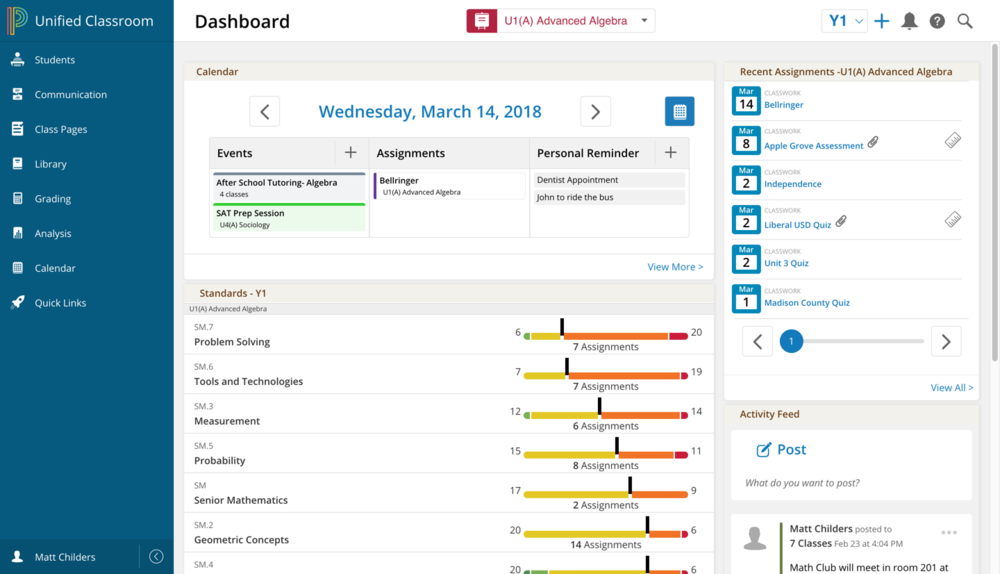 Unified Classroom
Students
Communication
Class Pages
Library
Grading
Analysis
Calendar
Quick Links
Matt Childers
Dashboard
U1(A) Advanced Algebra
Y1
Calendar
Wednesday, March 14, 2018
Events
Assignments
Personal Reminder
After School Tutoring- Algebra
4 classes
SAT Prep Session
U4(A) Sociology
Bellringer
U1(A) Advanced Algebra
Dentist Appointment
John to ride the bus
View More >
Standards - Y1
U1(A) Advanced Algebra
SM.7
Problem Solving
6
20
7 Assignments
SM.6
Tools and Technologies
7
19
7 Assignments
SM.3
Measurement
12
14
6 Assignments
SM.5
Probability
15
11
8 Assignments
SM
Senior Mathematics
17
9
2 Assignments
SM.2
Geometric Concepts
20
6
14 Assignments
SM.4
20
6
Recent Assignments -U1(A) Advanced Algebra
Mar
14
CLASSWORK
Bellringer
Mar
8
CLASSWORK
Apple Grove Assessment
Mar
2
CLASSWORK
Independence
Mar
2
CLASSWORK
Liberal USD Quiz
Mar
2
CLASSWORK
Unit 3 Quiz
Mar
1
CLASSWORK
Madison County Quiz
1
View All >
Activity Feed
Post
What do you want to post?
Matt Childers posted to
7 Classes Feb 23 at 4:04 PM
Math Club will meet in room 201 at